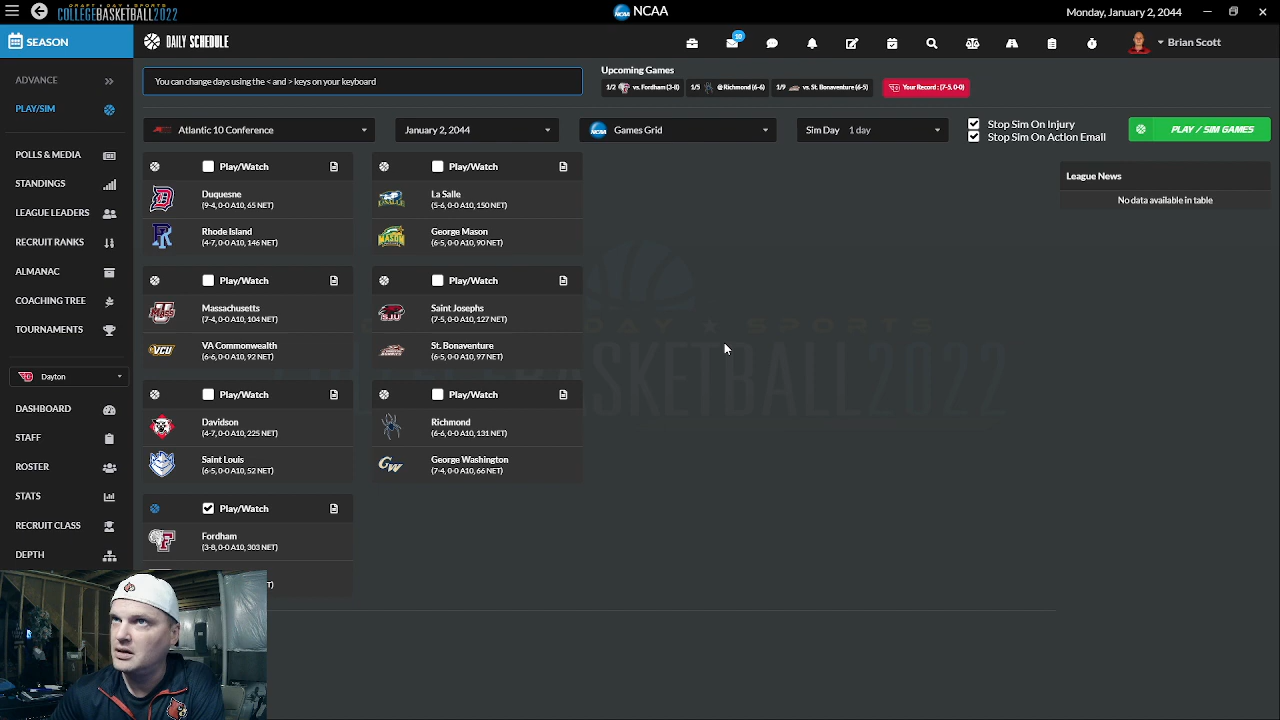 DRAFT DAY SPORTS
COLLEGE BASKETBALL 2022
NCAA
Monday, January 2, 2044
SEASON
DAILY SCHEDULE
10
Brian Scott
ADVANCE
PLAY/SIM
POLLS & MEDIA
STANDINGS
LEAGUE LEADERS
RECRUIT RANKS
ALMANAC
COACHING TREE
TOURNAMENTS
Dayton
DASHBOARD
STAFF
ROSTER
STATS
RECRUIT CLASS
DEPTH
You can change days using the < and > keys on your keyboard
Upcoming Games
1/2 vs. Fordham (3-8)
1/5 @ Richmond (6-6)
1/9 vs. St. Bonaventure (6-5)
Your Record : (7-5, 0-0)
Atlantic 10 Conference
January 2, 2044
Games Grid
Sim Day 1 day
Stop Sim On Injury
Stop Sim On Action Email
PLAY / SIM GAMES
Play/Watch
Duquesne
(9-4, 0-0 A10, 65 NET)
Rhode Island
(4-7, 0-0 A10, 146 NET)
Play/Watch
La Salle
(5-6, 0-0 A10, 150 NET)
George Mason
(6-5, 0-0 A10, 90 NET)
Play/Watch
Massachusetts
(7-4, 0-0 A10, 104 NET)
VA Commonwealth
(6-6, 0-0 A10, 92 NET)
Play/Watch
Saint Josephs
(7-5, 0-0 A10, 127 NET)
St. Bonaventure
(6-5, 0-0 A10, 97 NET)
Play/Watch
Davidson
(4-7, 0-0 A10, 225 NET)
Saint Louis
(6-5, 0-0 A10, 52 NET)
Play/Watch
Richmond
(6-6, 0-0 A10, 131 NET)
George Washington
(7-4, 0-0 A10, 66 NET)
Play/Watch
Fordham
(3-8, 0-0 A10, 303 NET)
League News
No data available in table